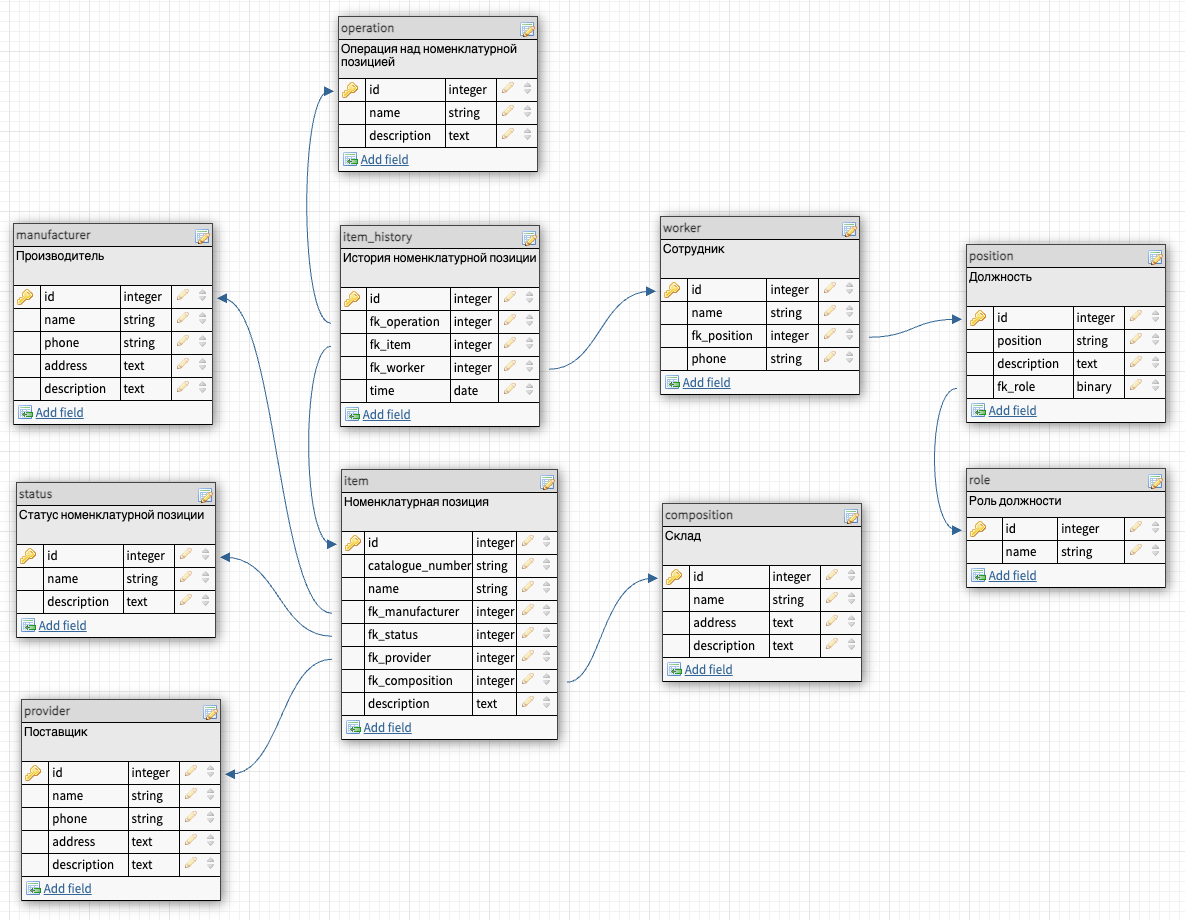 operation
Операция над номенклатурной
позицией
id integer
name string
description text
Add field
manufacturer
Производитель
id integer
name string
phone string
address text
description text
Add field
item_history
История номенклатурной позиции
id integer
fk_operation integer
fk_item integer
fk_worker integer
time date
Add field
worker
Сотрудник
id integer
name string
fk_position integer
phone string
Add field
position
Должность
id integer
position string
description text
fk_role binary
Add field
status
Статус номенклатурной позиции
id integer
name string
description text
Add field
item
Номенклатурная позиция
id integer
catalogue_number string
name string
fk_manufacturer integer
fk_status integer
fk_provider integer
fk_composition integer
description text
Add field
composition
Склад
id integer
name string
address text
description text
Add field
role
Роль должности
id integer
name string
Add field
provider
Поставщик
id integer
name string
phone string
address text
description text
Add field